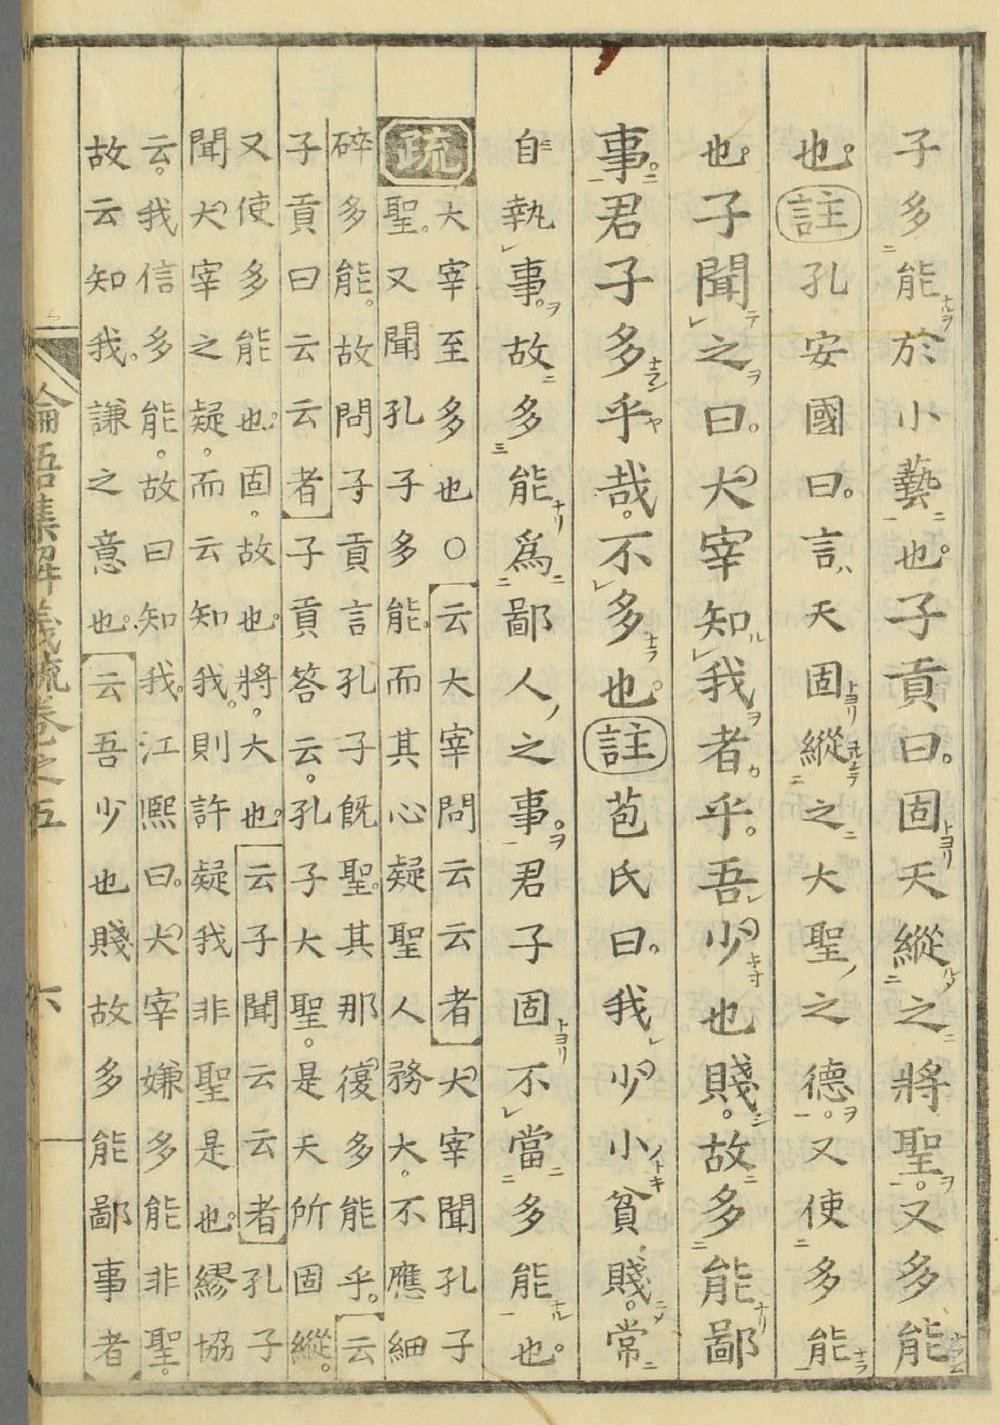 子多能於小藝也子貢曰固天縱之將聖又多能
也註孔安國曰言天固縱之大聖之德又使多能
也子聞之曰大宰知我者乎吾少也賤故多能鄙
事君子多乎哉不多也註苞氏曰我少小貧賤常
自執事故多能爲鄙人之事君子固不當多能也
疏大宰至多也○云大宰問云云者大宰聞孔子
聖又聞孔子多能而其心疑聖人務大不應細
碎多能故問子貢言孔子既聖其那復多能乎云
子貢曰云云者子貢答云孔子大聖是天所固縱
又使多能也固故也將大也云子聞云云者孔子
聞大宰之疑而云知我則許疑我非聖是也繆協
云我信多能故曰知我江熙曰大宰嫌多能非聖
故云知我謙之意也云吾少也賤故多能鄙事者
論語集解義疏卷之五 六